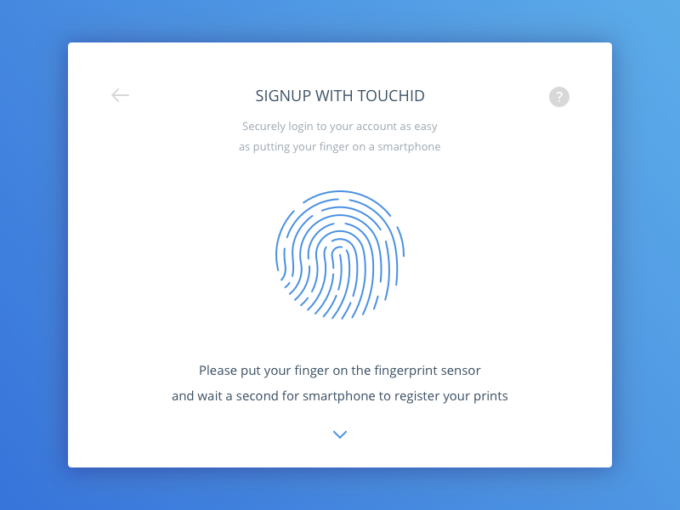 SIGNUP WITH TOUCHID
?
Securely login to your account as easy
as putting your finger on a smartphone
Please put your finger on the fingerprint sensor
and wait a second for smartphone to register your prints